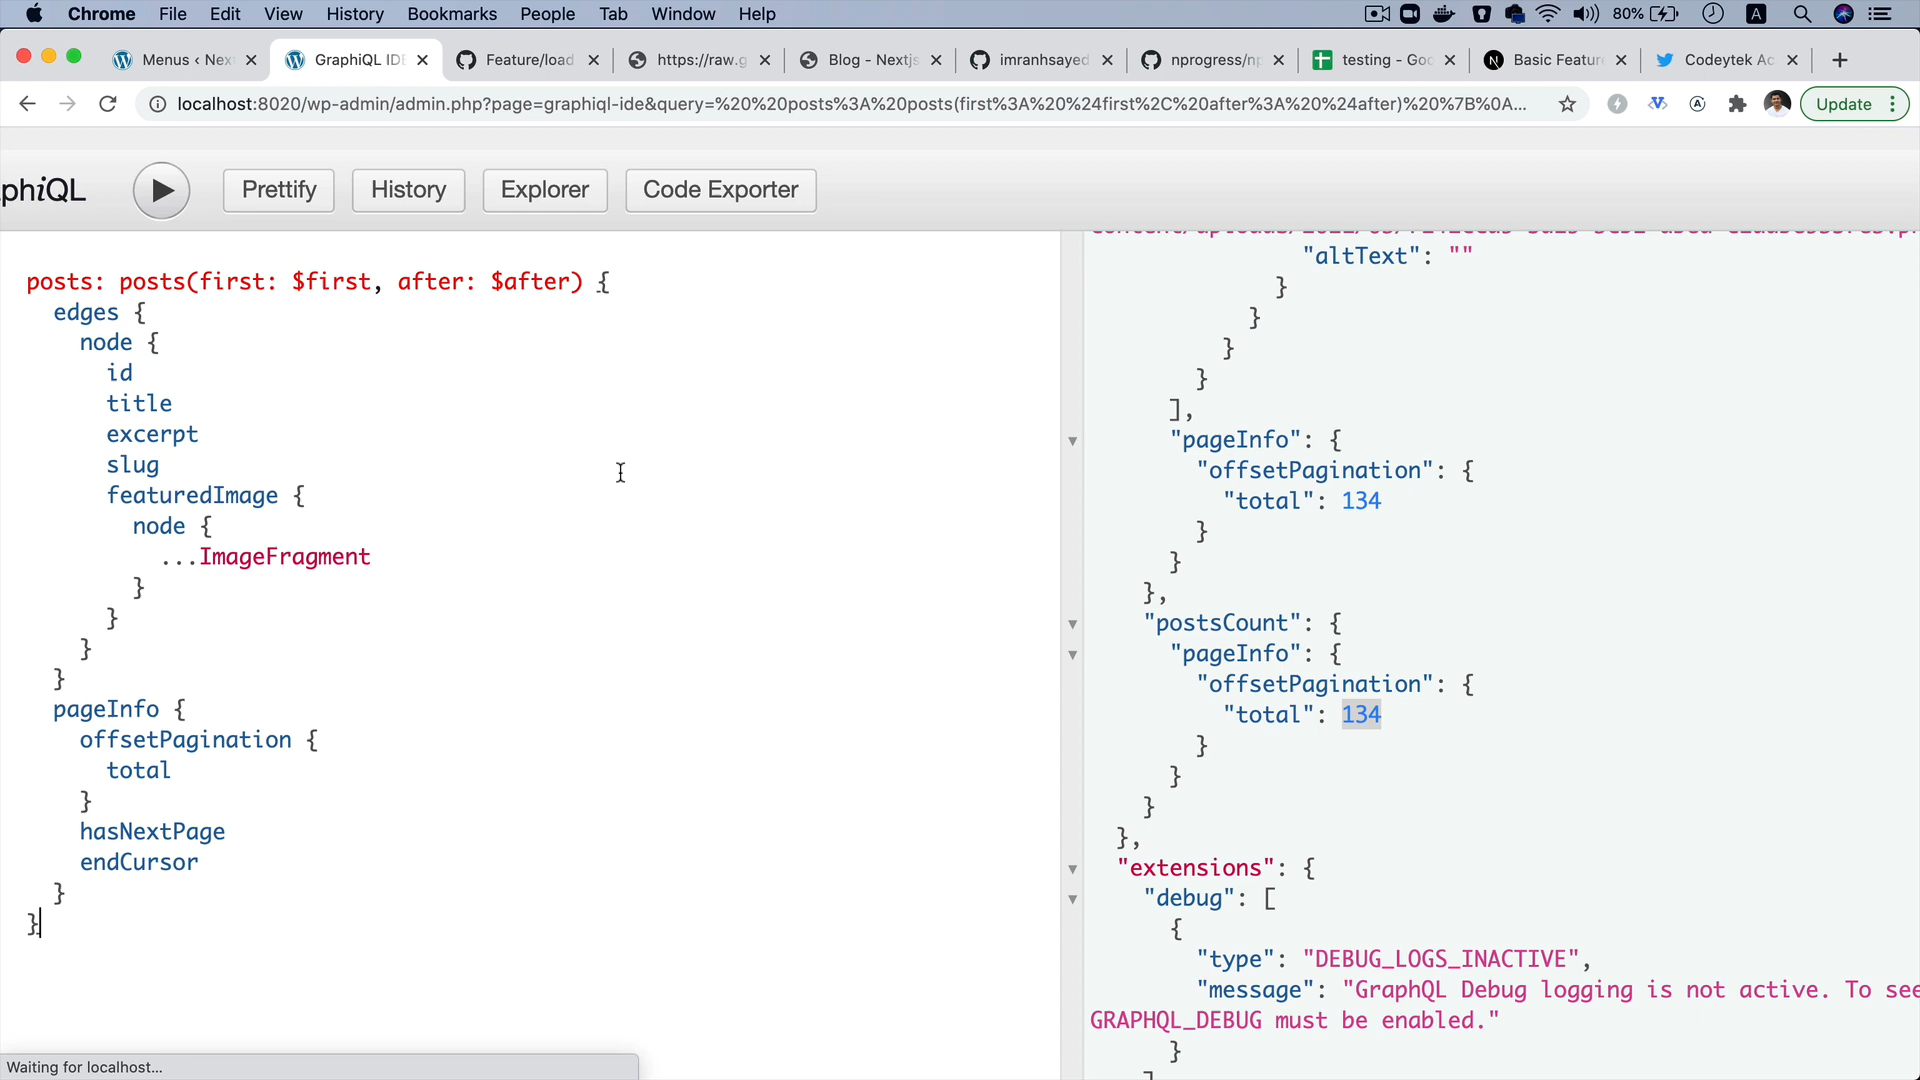 Chrome File Edit View History Bookmarks People Tab Window Help 80% A
Menus ‹ Nex GraphiQL IDE Feature/load https://raw.g Blog - Nextjs imranhsayed nprogress/np testing - Goo Basic Feature Codeytek Ac
localhost:8020/wp-admin/admin.php?page=graphiql-ide&query=%20%20posts%3A%20posts(first%3A%20%24first%2C%20after%3A%20%24after)%20%7B%0A... Update
phiQL Prettify History Explorer Code Exporter
posts: posts(first: $first, after: $after) {
edges {
node {
id
title
excerpt
slug
featuredImage {
node {
...ImageFragment
}
}
}
}
pageInfo {
offsetPagination {
total
}
hasNextPage
endCursor
}
}
"altText": ""
}
}
}
}
],
"pageInfo": {
"offsetPagination": {
"total": 134
}
}
},
"postsCount": {
"pageInfo": {
"offsetPagination": {
"total": 134
}
}
}
},
"extensions": {
"debug": [
{
"type": "DEBUG_LOGS_INACTIVE",
"message": "GraphQL Debug logging is not active. To see
GRAPHQL_DEBUG must be enabled."
}
Waiting for localhost...